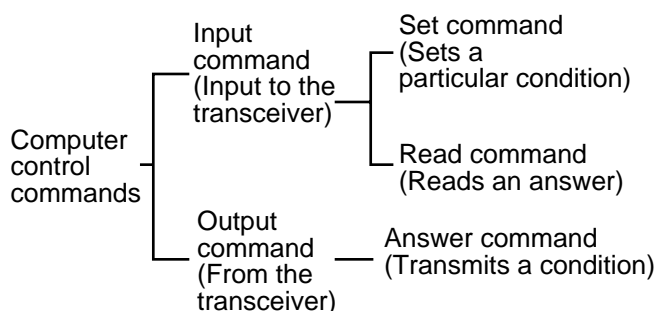 Computer
control
commands
Input
command
(Input to the
transceiver)
Set command
(Sets a
particular condition)
Read command
(Reads an answer)
Output
command
(From the
transceiver)
Answer command
(Transmits a condition)